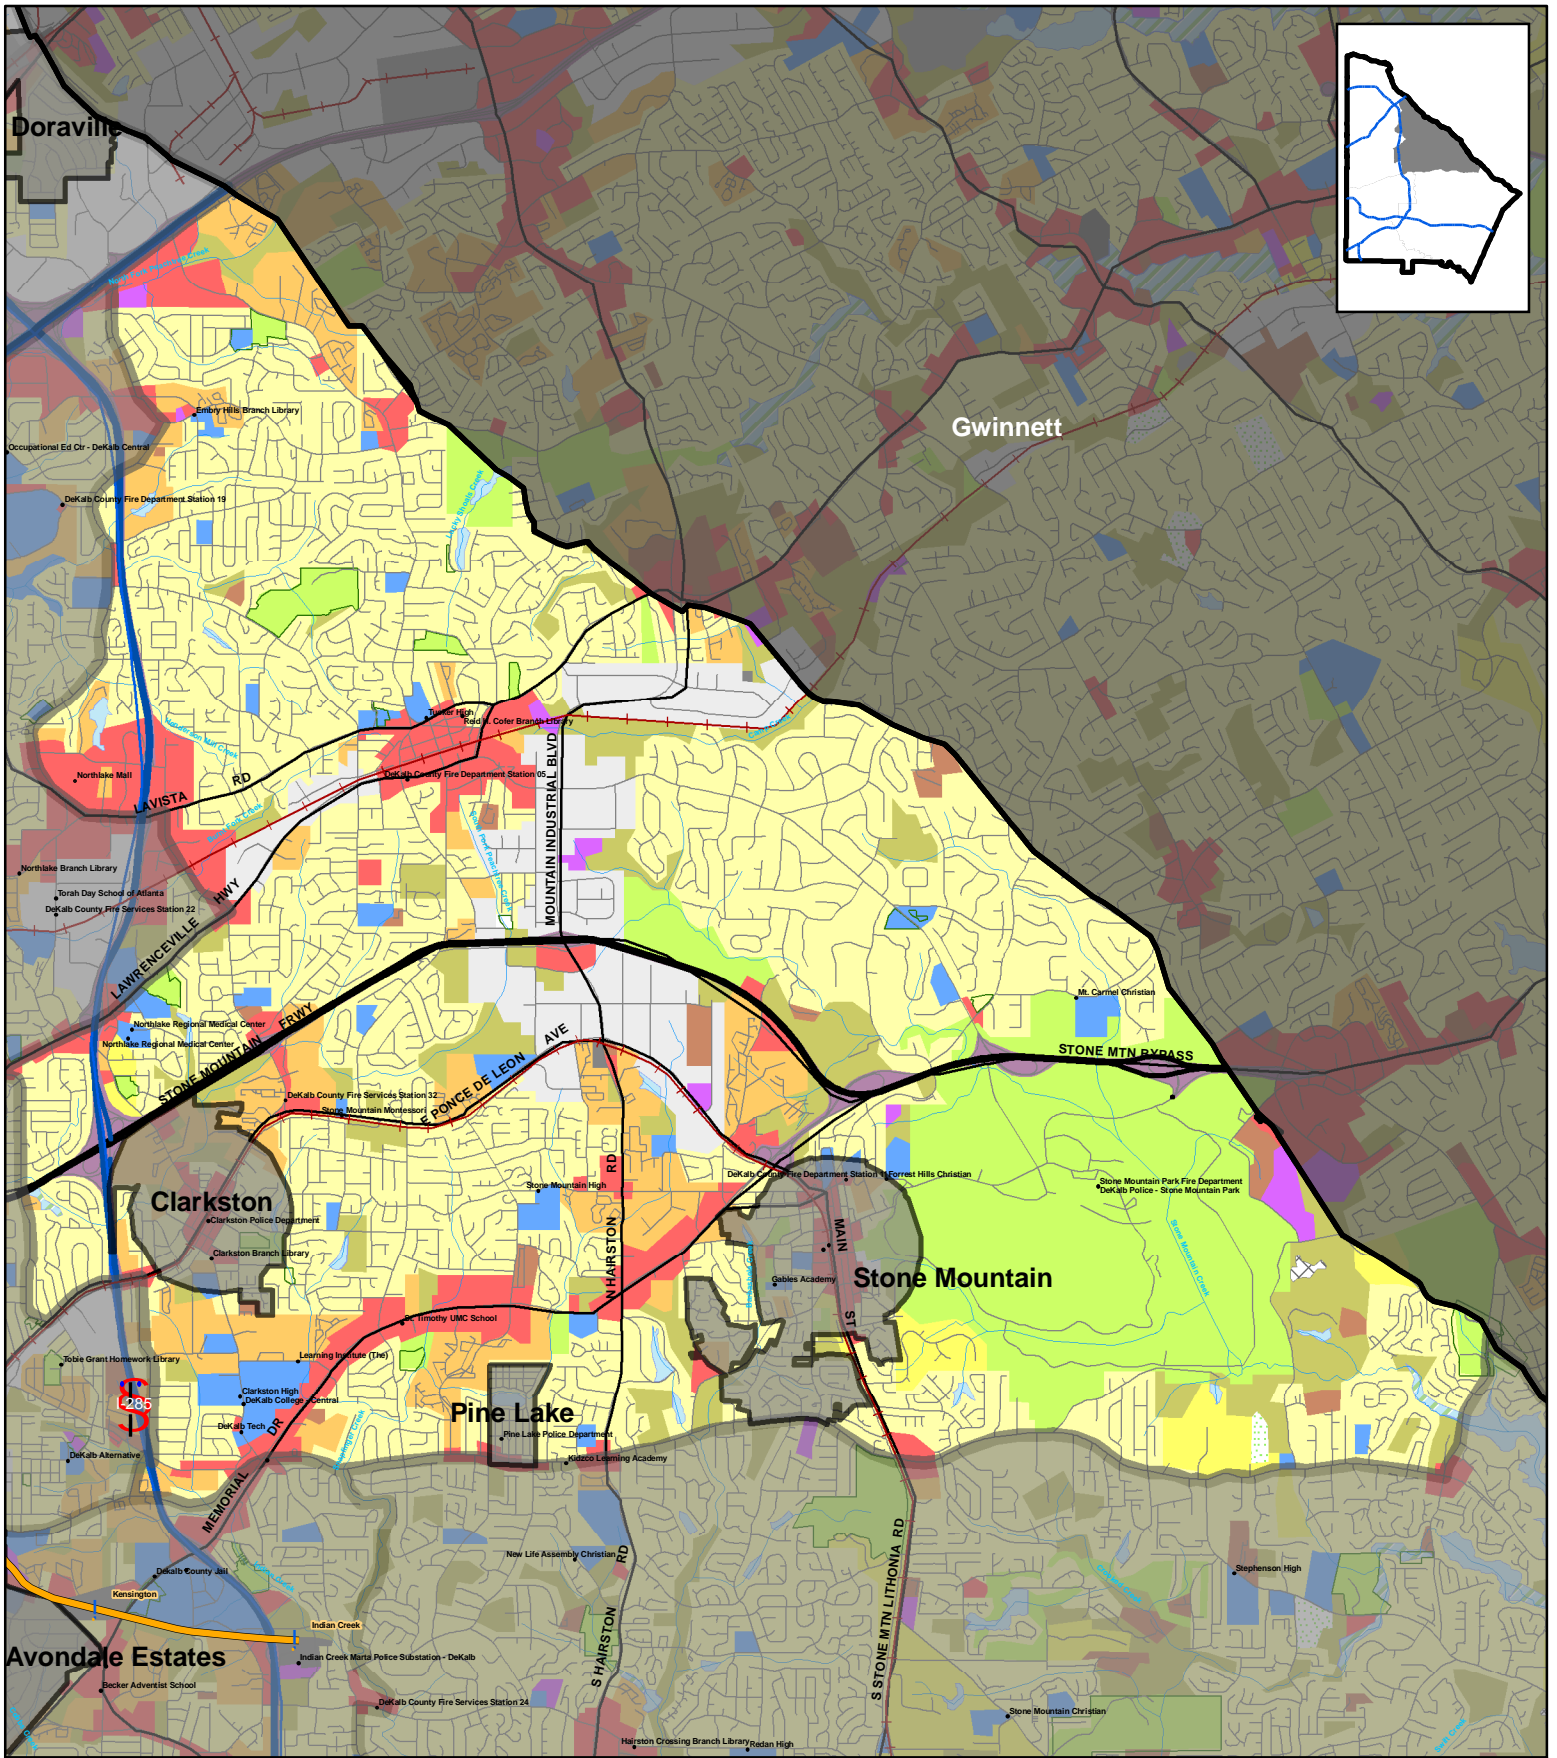 Doraville
Gwinnett
Embry Hills Branch Library
Occupational Ed Ctr - DeKalb Central
DeKalb County Fire Department Station 19
Tucker High
Reid H. Cofer Branch Library
DeKalb County Fire Department Station 05
Northlake Mall
LAVISTA RD
MOUNTAIN INDUSTRIAL BLVD
Northlake Branch Library
Torah Day School of Atlanta
DeKalb County Fire Services Station 22
LAWRENCEVILLE HWY
Northlake Regional Medical Center
Northlake Regional Medical Center
STONE MOUNTAIN FRWY
Mt. Carmel Christian
STONE MTN BYPASS
E PONCE DE LEON AVE
DeKalb County Fire Services Station 32
Stone Mountain Montessori
Clarkston
Clarkston Police Department
Clarkston Branch Library
Stone Mountain High
N HAIRSTON RD
Forrest Hills Christian
Stone Mountain Park Fire Department
DeKalb Police - Stone Mountain Park
Stone Mountain Creek
MAIN ST
Gables Academy
Stone Mountain
St. Timothy UMC School
Tobie Grant Homework Library
Learning Institute (The)
Clarkston High
DeKalb College - Central
DeKalb Tech
I-285
DeKalb Alternative
MEMORIAL DR
Pine Lake
Pine Lake Police Department
Kidzco Learning Academy
New Life Assembly Christian
S HAIRSTON RD
S STONE MTN LITHONIA RD
Stephenson High
Dekalb County Jail
Kensington
Indian Creek
Avondale Estates
Indian Creek Marta Police Substation - DeKalb
Becker Adventist School
DeKalb County Fire Services Station 24
Stone Mountain Christian
Hairston Crossing Branch Library
Redan High